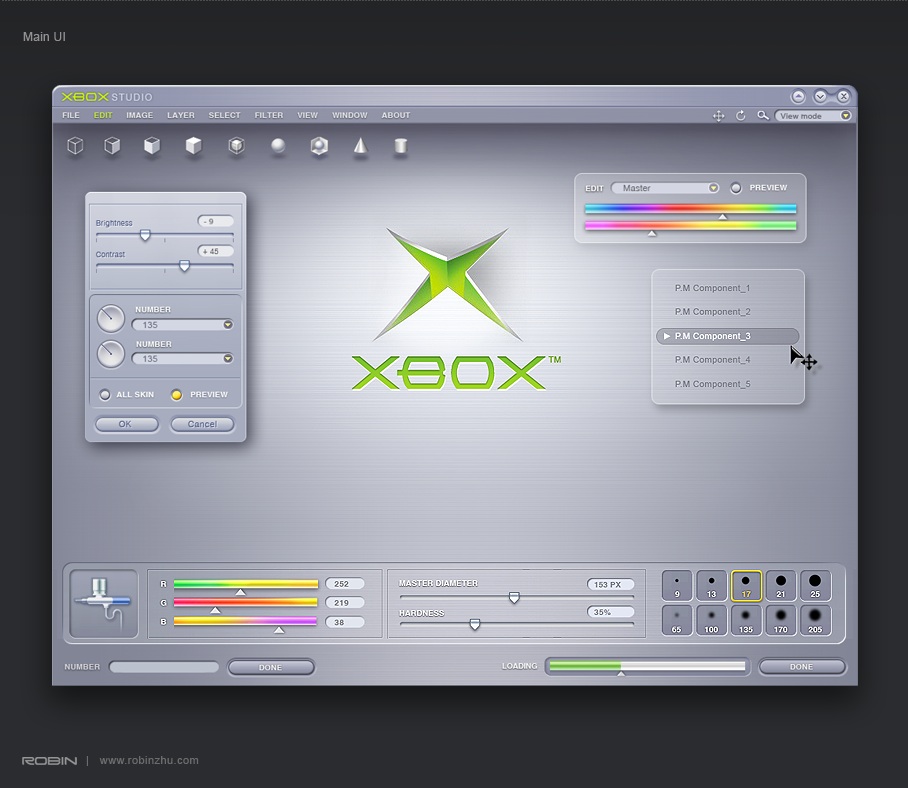 Main UI
XBOX STUDIO
FILE EDIT IMAGE LAYER SELECT FILTER VIEW WINDOW ABOUT
View mode
EDIT Master PREVIEW
Brightness - 9
Contrast + 45
NUMBER
135
NUMBER
135
ALL SKIN PREVIEW
OK Cancel
XBOX™
P.M Component_1
P.M Component_2
P.M Component_3
P.M Component_4
P.M Component_5
R 252
G 219
B 38
MASTER DIAMETER 153 PX
HARDNESS 35%
9 13 17 21 25
65 100 135 170 205
NUMBER DONE
LOADING DONE
ROBIN | www.robinzhu.com